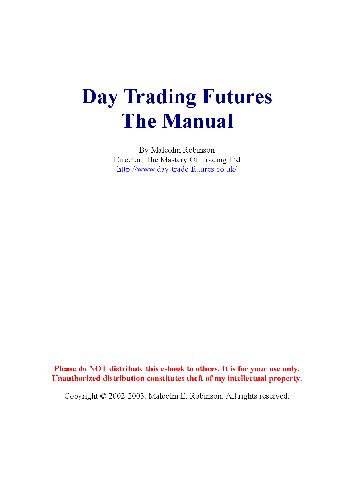 Day Trading Futures
The Manual
By Malcolm Robinson
Director, The Mastery Of Trading Ltd
http://www.day-trade-futures.co.uk/
Please do NOT distribute this e-book to others. It is for your use only.
Unauthorized distribution constitutes theft of my intellectual property.
Copyright © 2002-2003. Malcolm E. Robinson. All rights reserved.